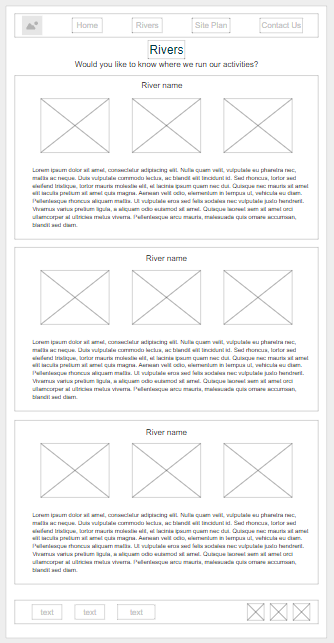 Home Rivers Site Plan Contact Us
Rivers
Would you like to know where we run our activities?
River name
Lorem ipsum dolor sit amet, consectetur adipiscing elit. Nulla quam velit, vulputate eu pharetra nec,
mattis ac neque. Duis vulputate commodo lectus, ac blandit elit tincidunt id. Sed rhoncus, tortor sed
eleifend tristique, tortor mauris molestie elit, et lacinia ipsum quam nec dui. Quisque nec mauris sit amet
elit iaculis pretium sit amet quis magna. Aenean velit odio, elementum in tempus ut, vehicula eu diam.
Pellentesque rhoncus aliquam mattis. Ut vulputate eros sed felis sodales nec vulputate justo hendrerit.
Vivamus varius pretium ligula, a aliquam odio euismod sit amet. Quisque laoreet sem sit amet orci
ullamcorper at ultricies metus viverra. Pellentesque arcu mauris, malesuada quis ornare accumsan,
blandit sed diam.
River name
Lorem ipsum dolor sit amet, consectetur adipiscing elit. Nulla quam velit, vulputate eu pharetra nec,
mattis ac neque. Duis vulputate commodo lectus, ac blandit elit tincidunt id. Sed rhoncus, tortor sed
eleifend tristique, tortor mauris molestie elit, et lacinia ipsum quam nec dui. Quisque nec mauris sit amet
elit iaculis pretium sit amet quis magna. Aenean velit odio, elementum in tempus ut, vehicula eu diam.
Pellentesque rhoncus aliquam mattis. Ut vulputate eros sed felis sodales nec vulputate justo hendrerit.
Vivamus varius pretium ligula, a aliquam odio euismod sit amet. Quisque laoreet sem sit amet orci
ullamcorper at ultricies metus viverra. Pellentesque arcu mauris, malesuada quis ornare accumsan,
blandit sed diam.
River name
Lorem ipsum dolor sit amet, consectetur adipiscing elit. Nulla quam velit, vulputate eu pharetra nec,
mattis ac neque. Duis vulputate commodo lectus, ac blandit elit tincidunt id. Sed rhoncus, tortor sed
eleifend tristique, tortor mauris molestie elit, et lacinia ipsum quam nec dui. Quisque nec mauris sit amet
elit iaculis pretium sit amet quis magna. Aenean velit odio, elementum in tempus ut, vehicula eu diam.
Pellentesque rhoncus aliquam mattis. Ut vulputate eros sed felis sodales nec vulputate justo hendrerit.
Vivamus varius pretium ligula, a aliquam odio euismod sit amet. Quisque laoreet sem sit amet orci
ullamcorper at ultricies metus viverra. Pellentesque arcu mauris, malesuada quis ornare accumsan,
blandit sed diam.
text text text